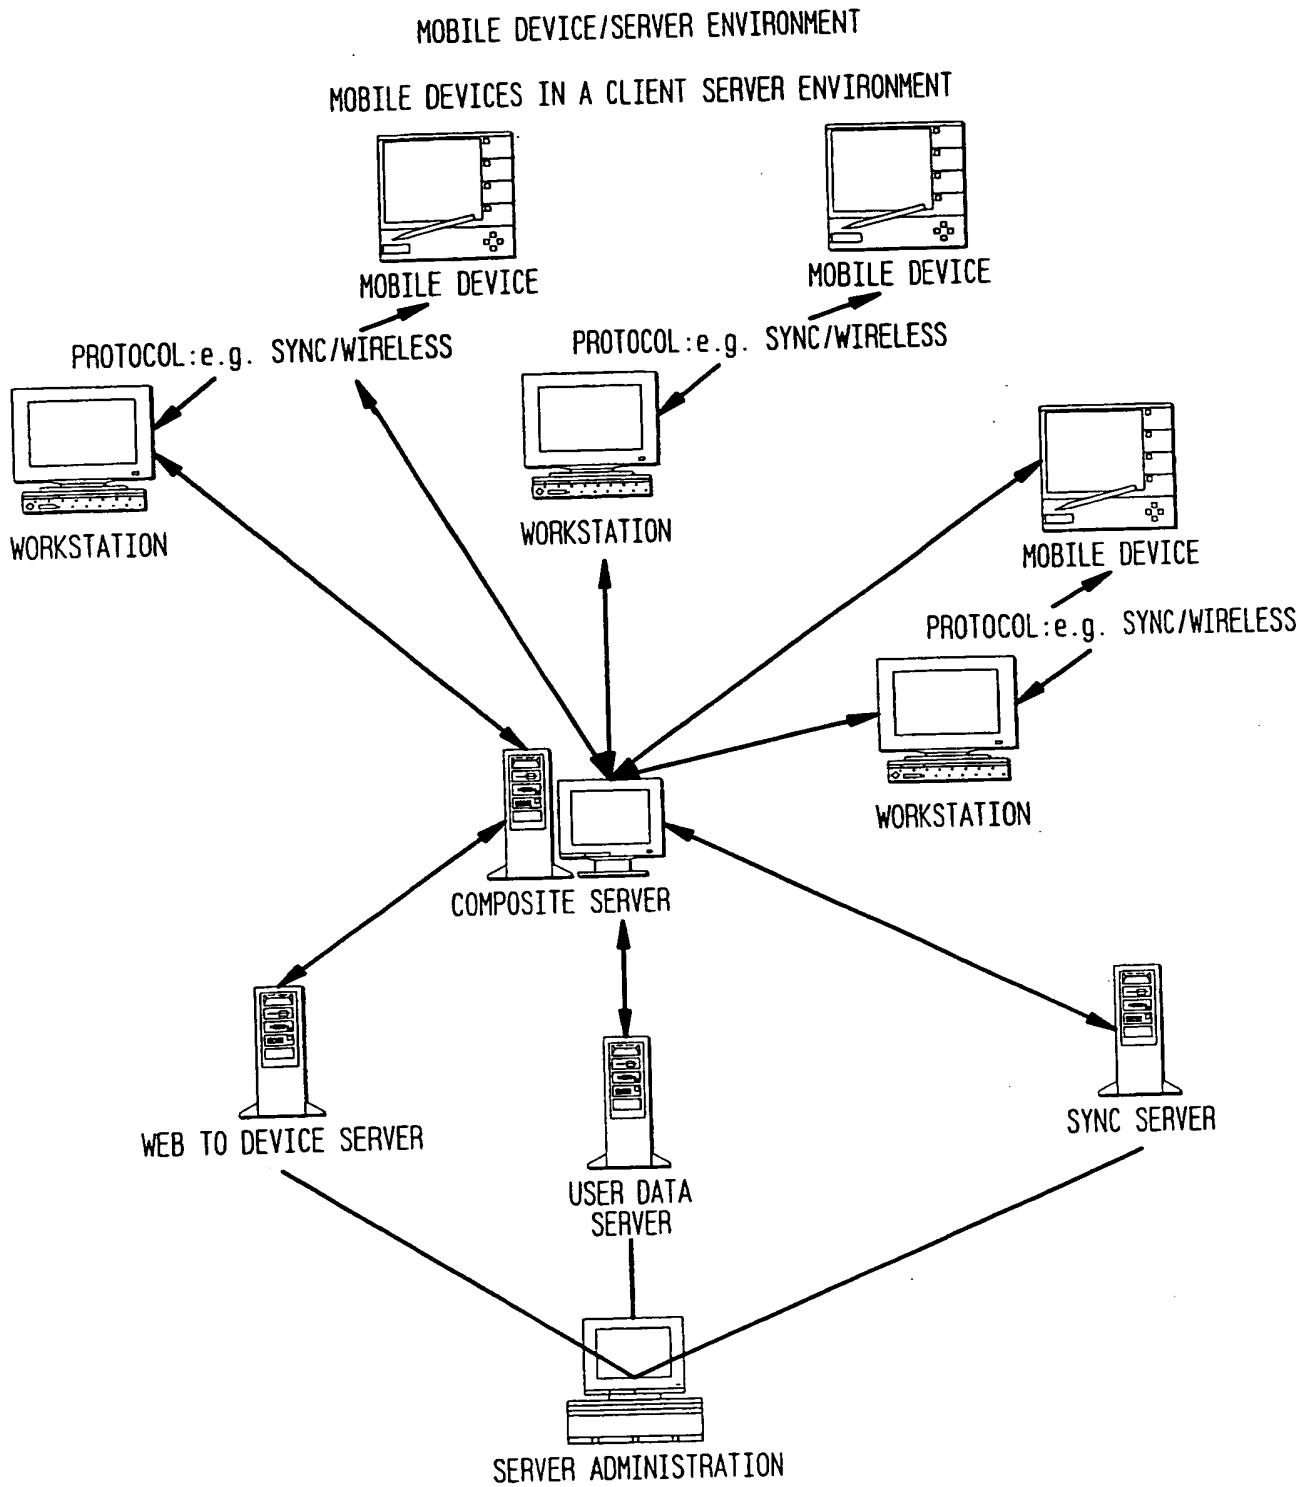 MOBILE DEVICE/SERVER ENVIRONMENT
MOBILE DEVICES IN A CLIENT SERVER ENVIRONMENT
MOBILE DEVICE
MOBILE DEVICE
PROTOCOL:e.g. SYNC/WIRELESS
PROTOCOL:e.g. SYNC/WIRELESS
WORKSTATION
WORKSTATION
MOBILE DEVICE
PROTOCOL:e.g. SYNC/WIRELESS
WORKSTATION
COMPOSITE SERVER
WEB TO DEVICE SERVER
USER DATA
SERVER
SYNC SERVER
SERVER ADMINISTRATION